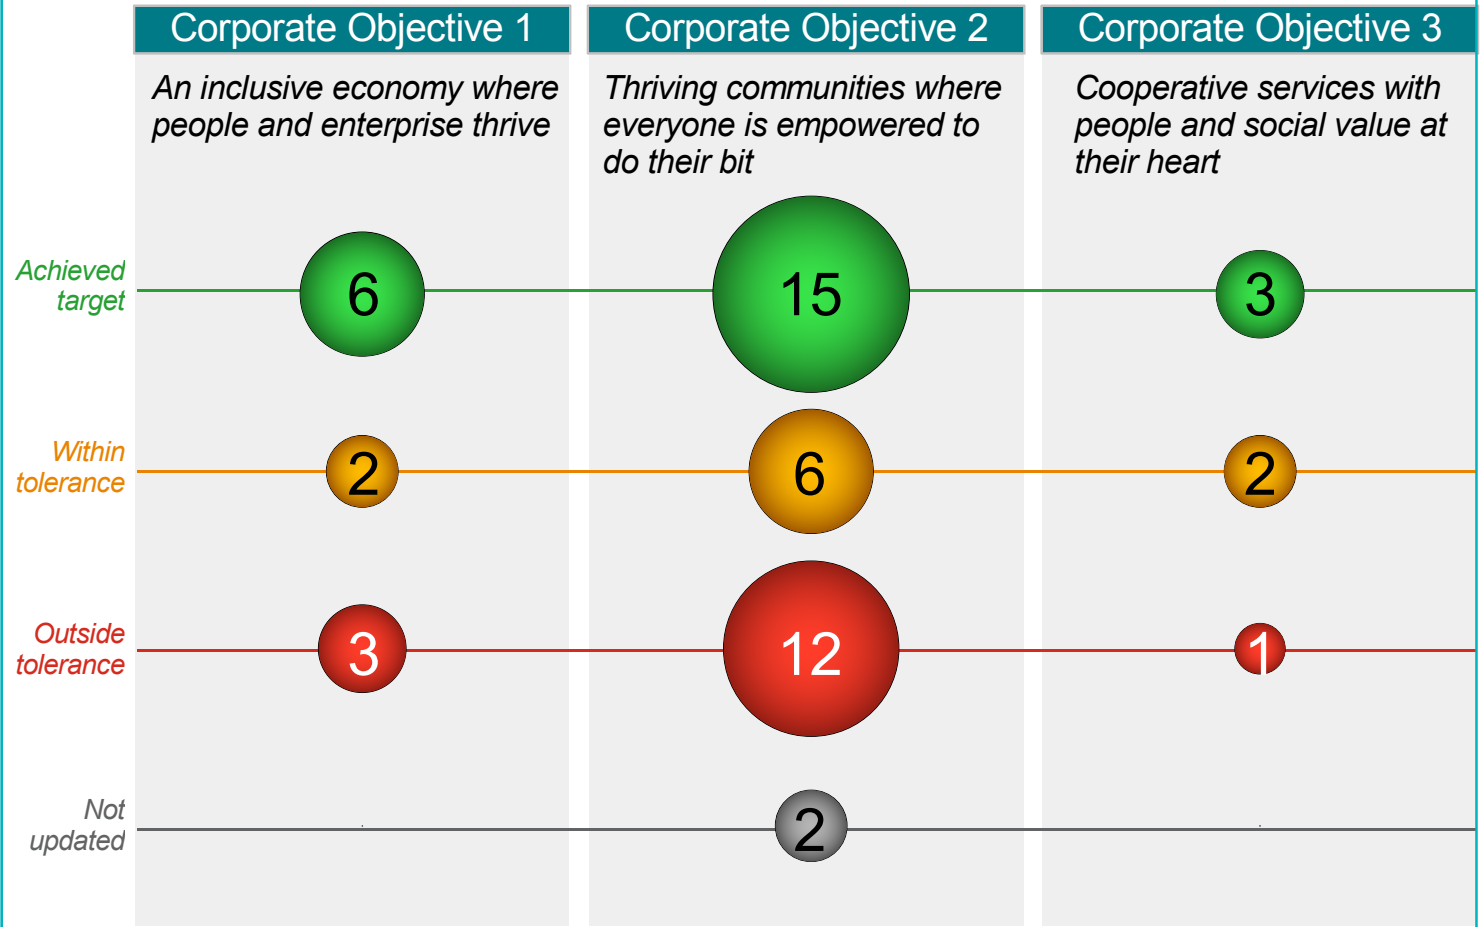 Corporate Objective 1
Corporate Objective 2
Corporate Objective 3
An inclusive economy where
people and enterprise thrive
Thriving communities where
everyone is empowered to
do their bit
Cooperative services with
people and social value at
their heart
Achieved
target
6
15
3
Within
tolerance
2
6
2
Outside
tolerance
3
12
1
Not
updated
2